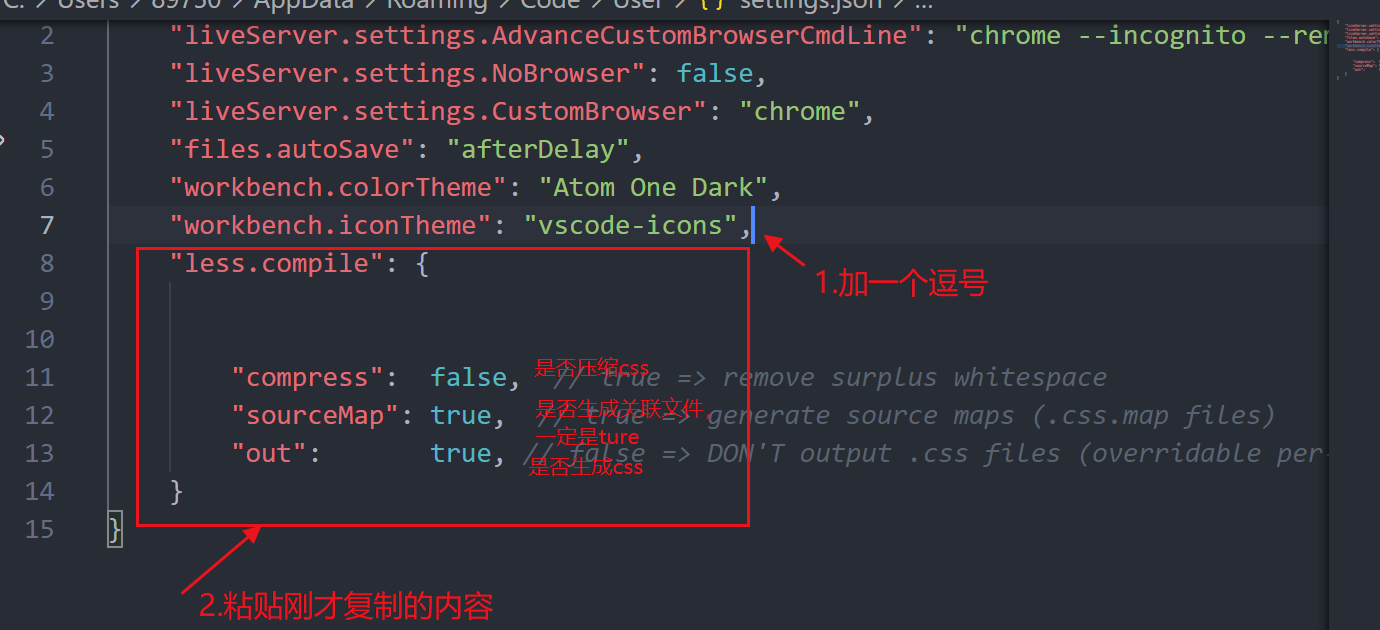 C: > Users > 89750 > AppData > Roaming > Code > User > {} settings.json > ...
2 "liveServer.settings.AdvanceCustomBrowserCmdLine": "chrome --incognito --rem
3 "liveServer.settings.NoBrowser": false,
4 "liveServer.settings.CustomBrowser": "chrome",
5 "files.autoSave": "afterDelay",
6 "workbench.colorTheme": "Atom One Dark",
7 "workbench.iconTheme": "vscode-icons",
1.加一个逗号
8 "less.compile": {
9
10
是否压缩css
11 "compress": false, // true => remove surplus whitespace
是否生成关联文件,
12 "sourceMap": true, // true => generate source maps (.css.map files)
一定是ture
13 "out": true, // false => DON'T output .css files (overridable per-
是否生成css
14 }
15 }
2.粘贴刚才复制的内容